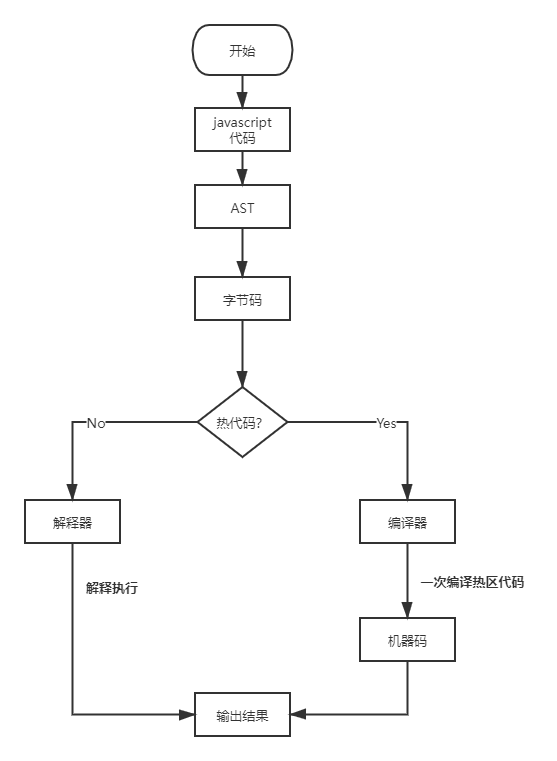 开始
javascript
代码
AST
字节码
热代码?
No
Yes
解释器
编译器
解释执行
一次编译热区代码
机器码
输出结果